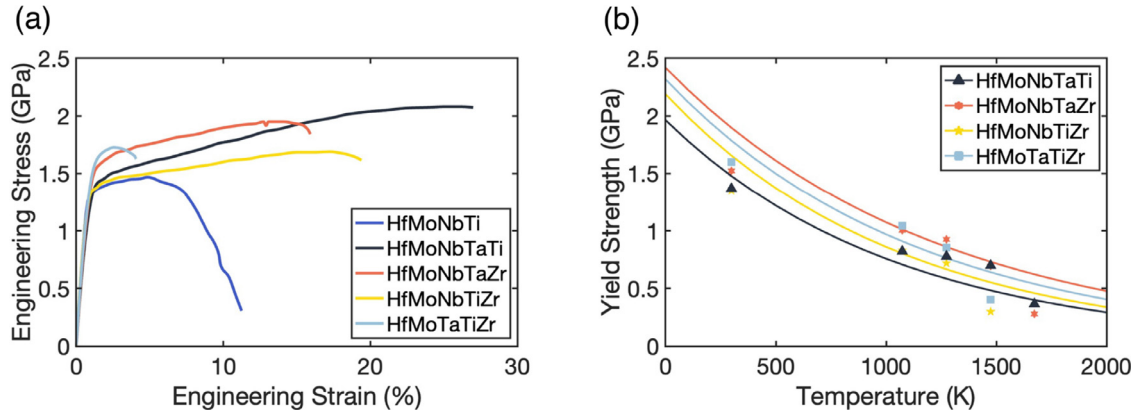 (a)
Engineering Stress (GPa)
2.5
2
1.5
1
0.5
0
0
10
20
30
Engineering Strain (%)
HfMoNbTi
HfMoNbTaTi
HfMoNbTaZr
HfMoNbTiZr
HfMoTaTiZr
(b)
Yield Strength (GPa)
2.5
2
1.5
1
0.5
0
0
500
1000
1500
2000
Temperature (K)
HfMoNbTaTi
HfMoNbTaZr
HfMoNbTiZr
HfMoTaTiZr